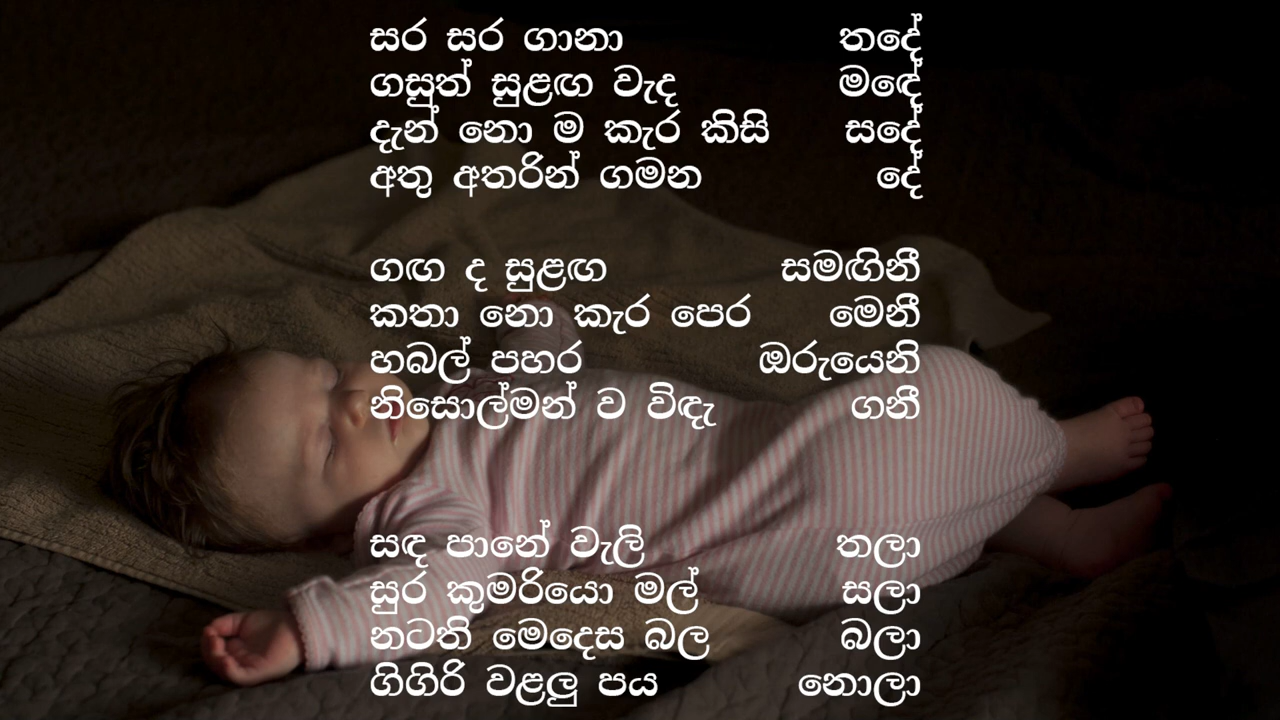 සර සර ගානා තදේ
ගසුත් සුළඟ වැද මඳේ
දැන් නො ම කැර කිසි සදේ
අතු අතරින් ගමන දේ
ගඟ ද සුළඟ සමඟිනී
කතා නො කැර පෙර මෙනී
හබල් පහර ඔරුයෙනි
නිසොල්මන් ව විඳැ ගනී
සඳ පානේ වැලි තලා
සුර කුමරියො මල් සලා
නටති මෙදෙස බල බලා
ගිගිරි වළලු පය නොලා